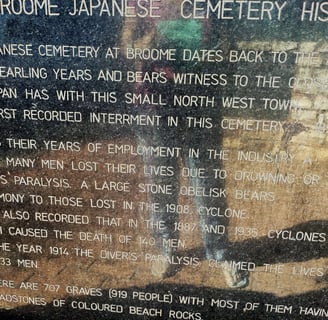 ROOME JAPANESE CEMETERY HIS
ANESE CEMETERY AT BROOME DATES BACK TO THE
EARLING YEARS AND BEARS WITNESS TO THE
PAN HAS WITH THIS SMALL NORTH WEST TOWN
RST RECORDED INTERRMENT IN THIS CEMETERY
THEIR YEARS OF EMPLOYMENT IN THE INDUSTRY
MANY MEN LOST THEIR LIVES DUE TO DROWNING OR
S' PARALYSIS. A LARGE STONE OBELISK BEARS
MONY TO THOSE LOST IN THE 1908 CYCLONE.
ALSO RECORDED THAT IN THE 1887 AND 1935 CYCLONES
H CAUSED THE DEATH OF 140 MEN
HE YEAR 1914 THE DIVERS PARALYSIS CLAIMED THE LIVES
33 MEN.
ERE ARE 707 GRAVES (919 PEOPLE) WITH MOST OF THEM HAVIN
ADSTONES OF COLOURED BEACH ROCKS.